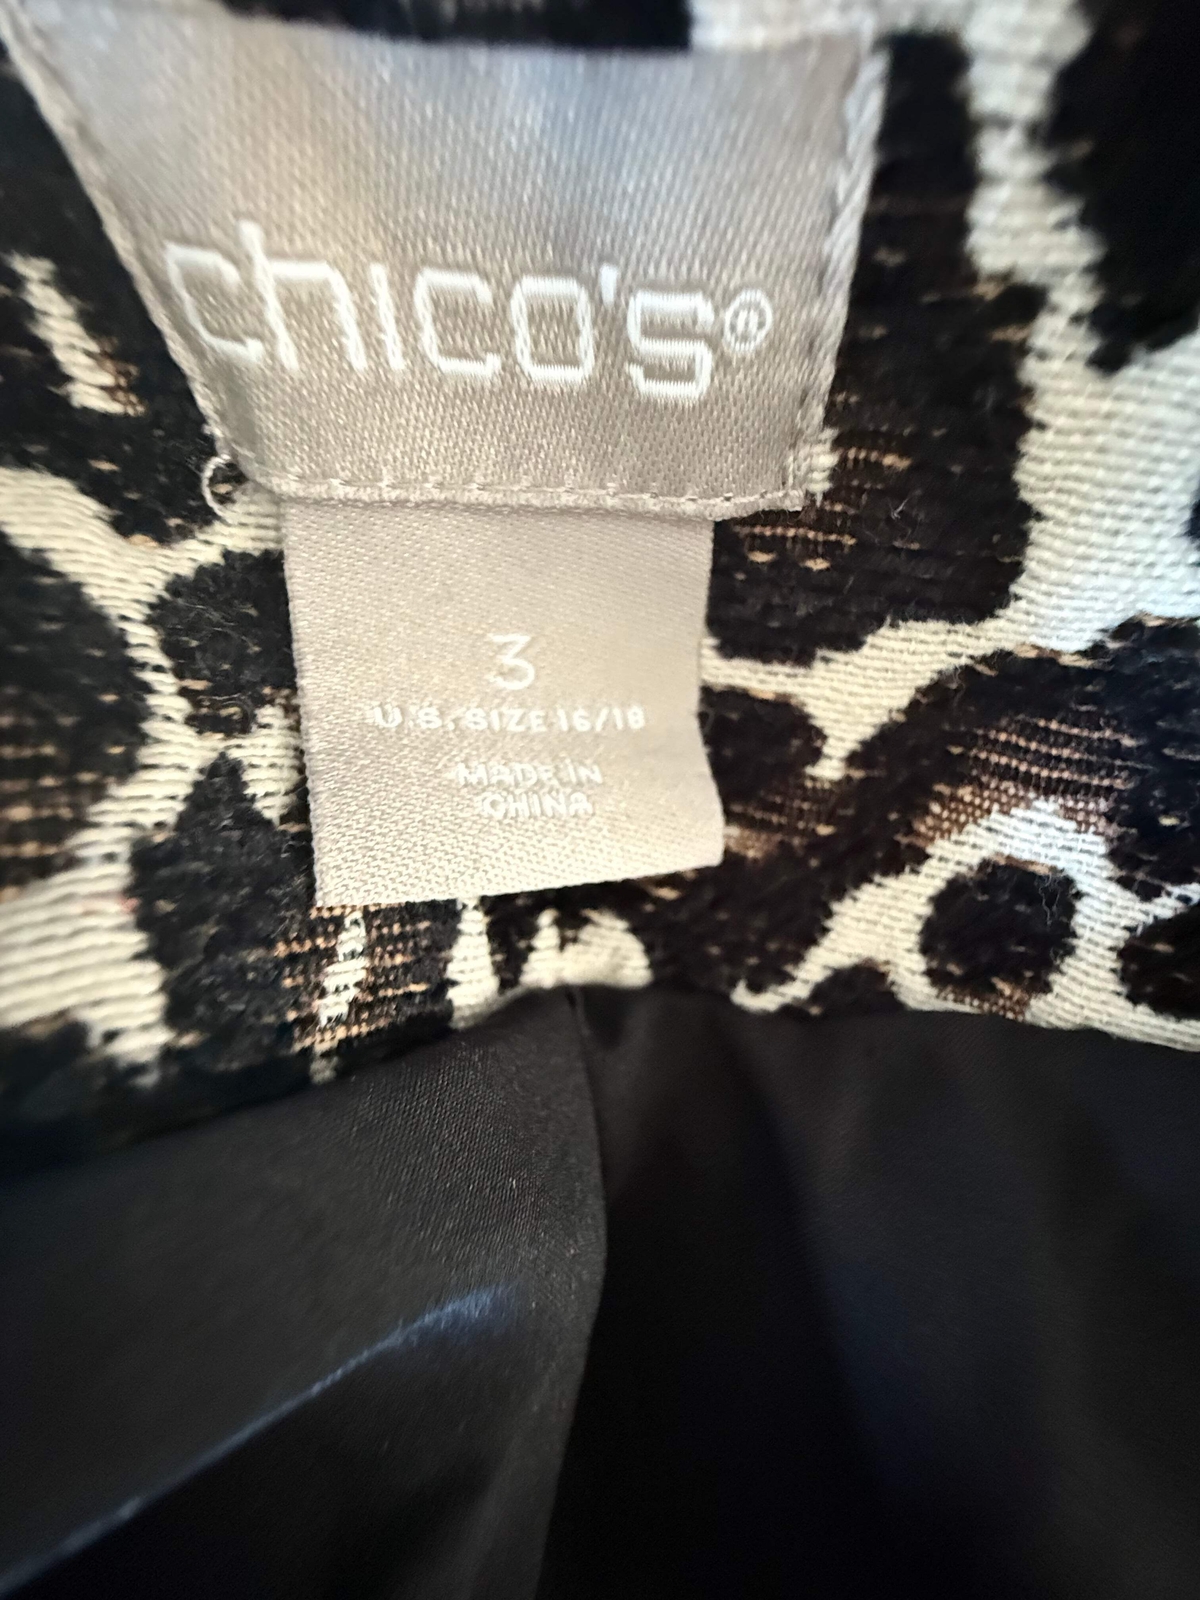 chico's®
3
U.S. SIZE 16/18
MADE IN
CHINA